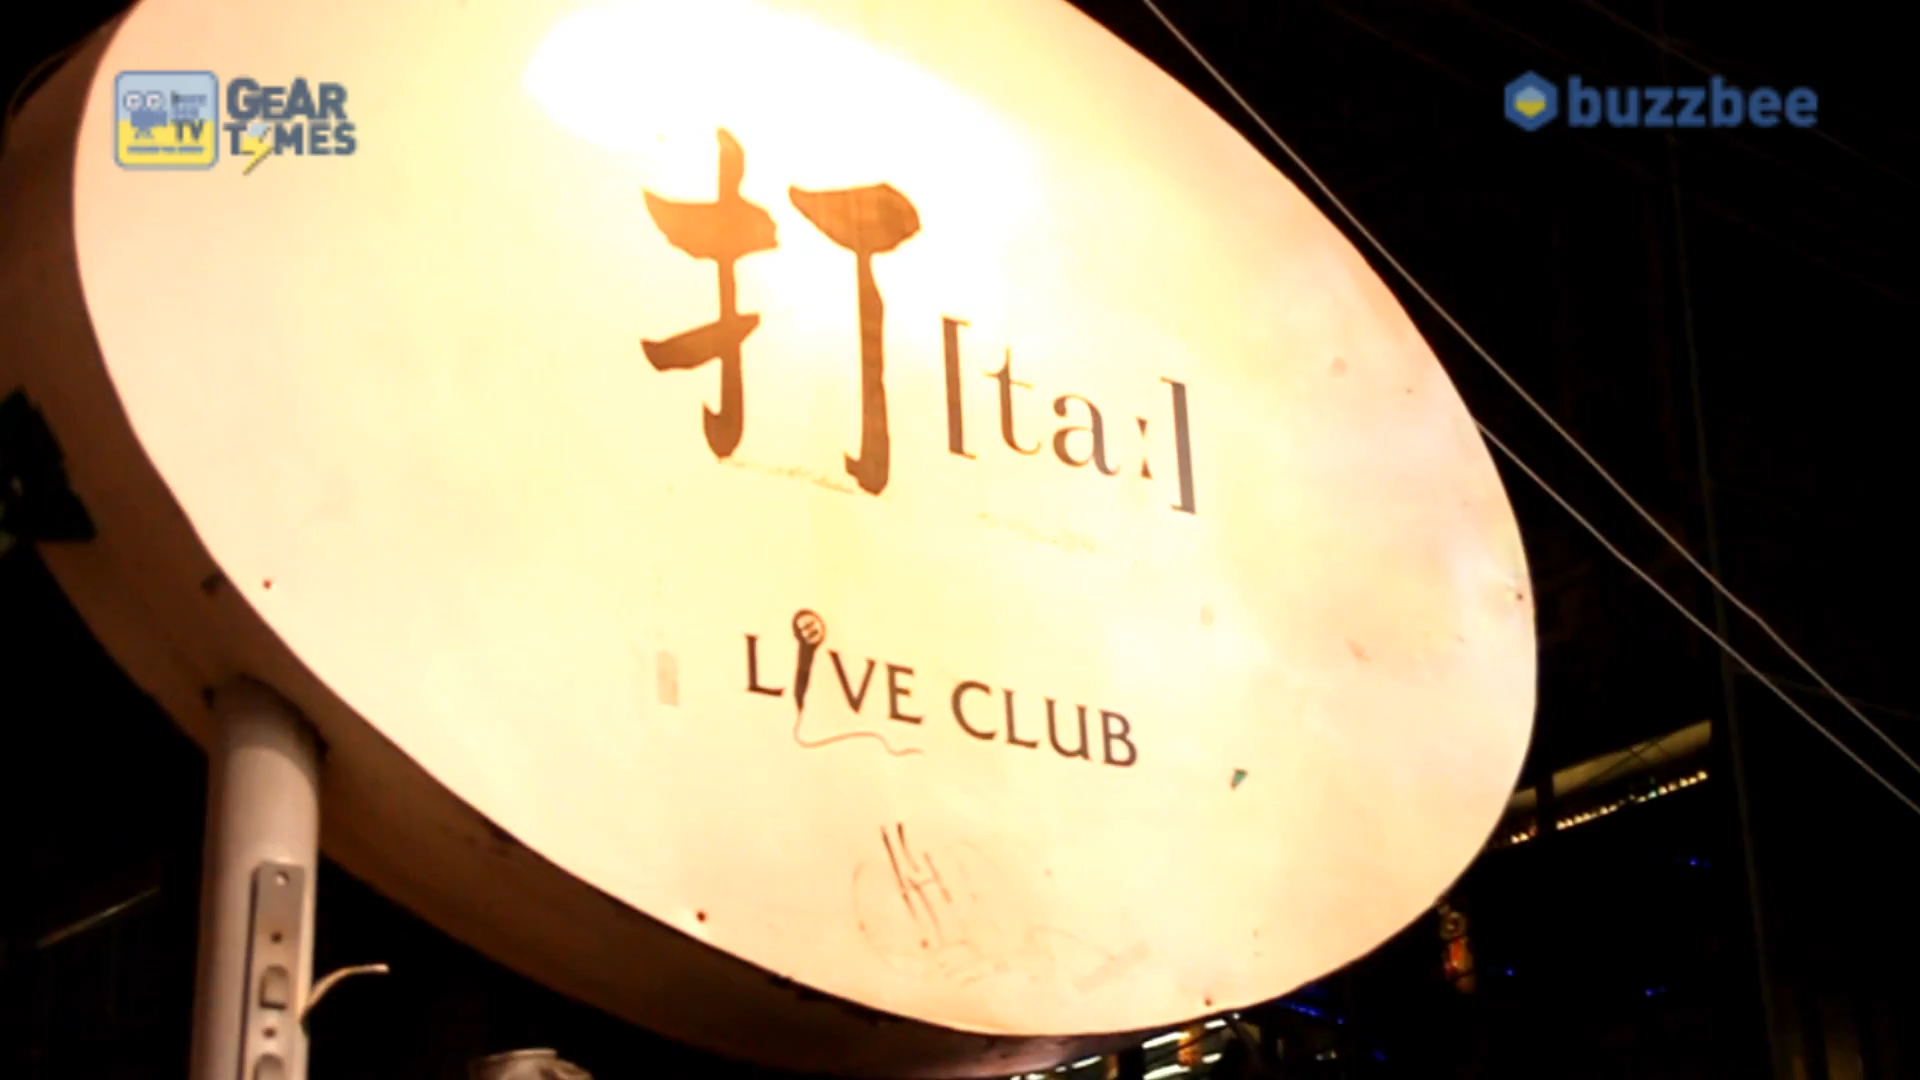 GEAR
TIMES
TV
buzzbee
打 [ta:]
LIVE CLUB